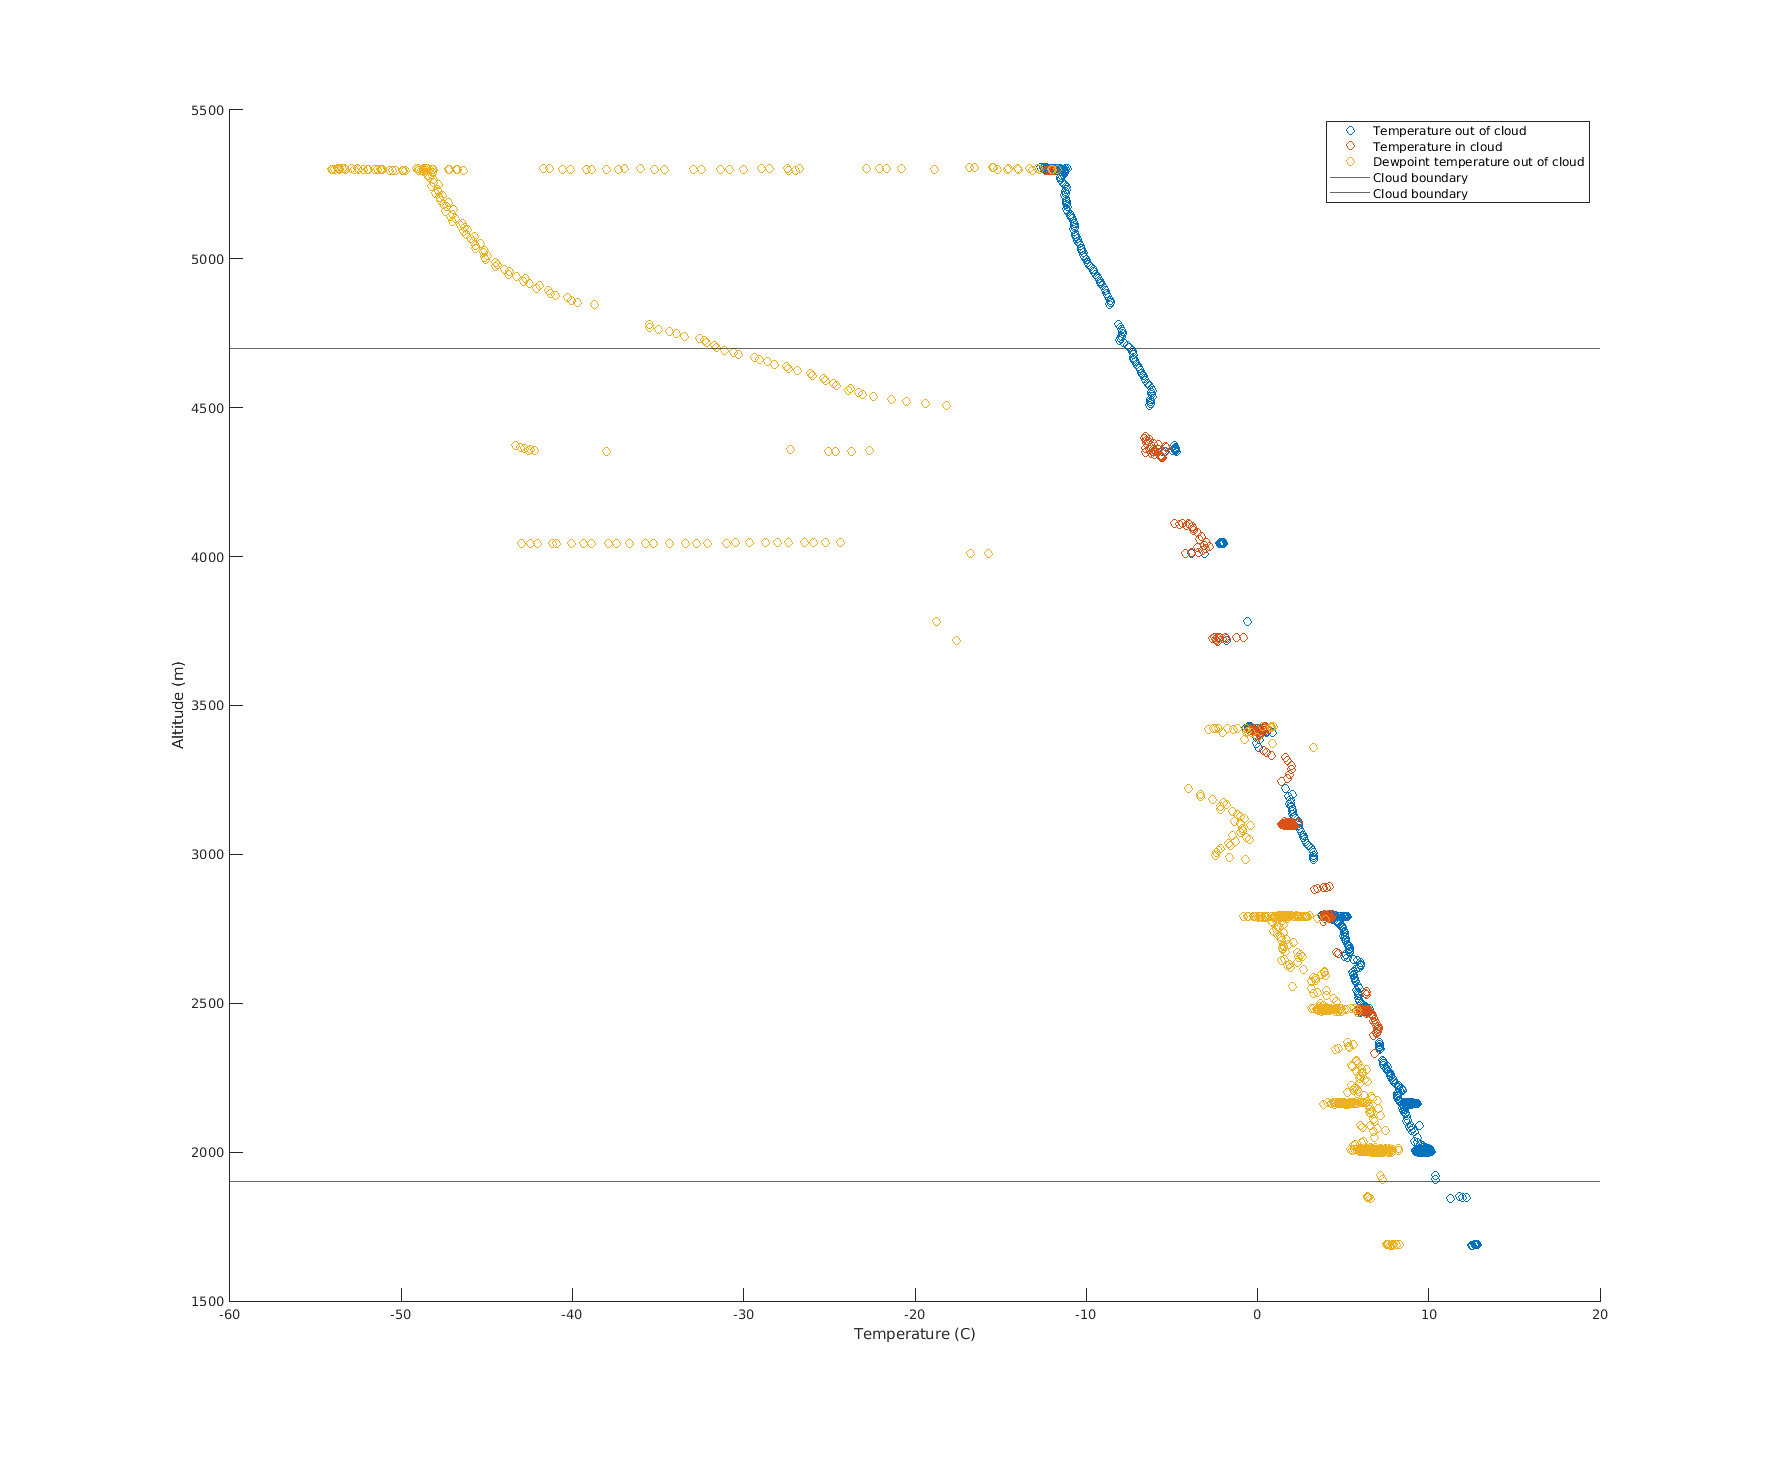 5500
5000
4500
4000
3500
3000
2500
2000
1500
Altitude (m)
-60 -50 -40 -30 -20 -10 0 10 20
Temperature (C)
Temperature out of cloud
Temperature in cloud
Dewpoint temperature out of cloud
Cloud boundary
Cloud boundary